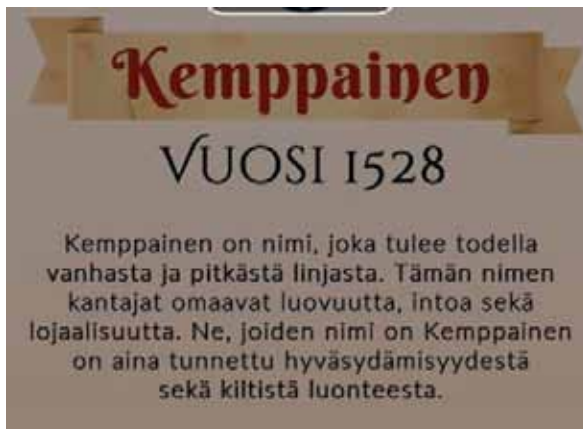 Kemppainen
VUOSI 1528
Kemppainen on nimi, joka tulee todella
vanhasta ja pitkästä linjasta. Tämän nimen
kantajat omaavat luovuutta, intoa sekä
lojaalisuutta. Ne, joiden nimi on Kemppainen
on aina tunnettu hyväsydämisyydestä
sekä kiltistä luonteesta.